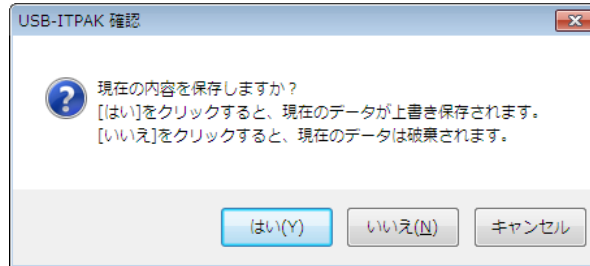 USB-ITPAK 確認
現在の内容を保存しますか?
[はい]をクリックすると、現在のデータが上書き保存されます。
[いいえ]をクリックすると、現在のデータは破棄されます。
はい(Y) いいえ(N) キャンセル